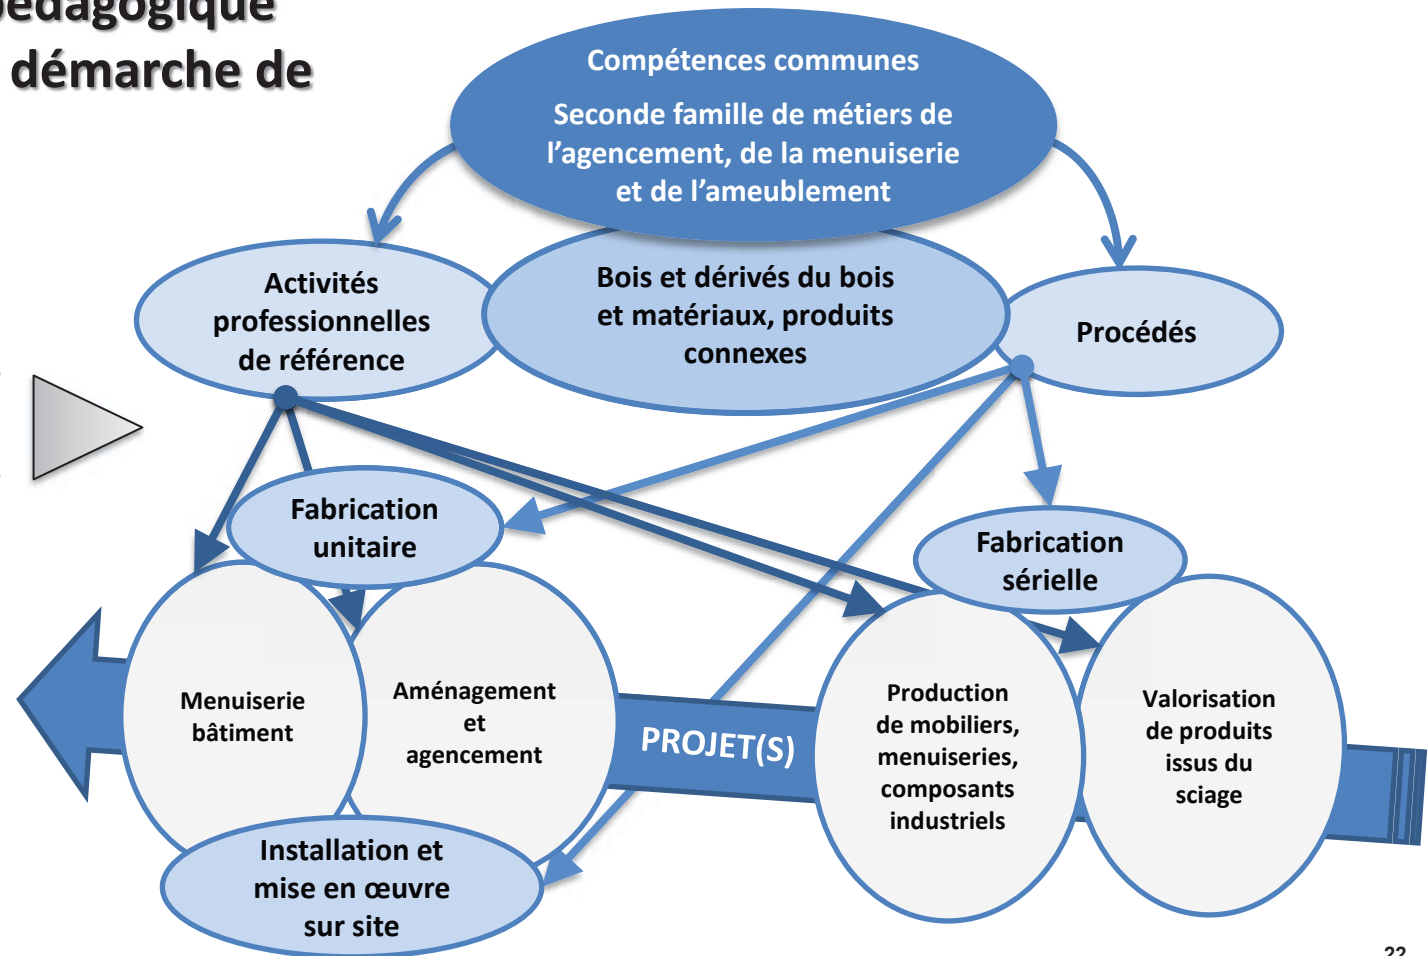 pédagogique
démarche de
Compétences communes
Seconde famille de métiers de
l’agencement, de la menuiserie
et de l’ameublement
Activités
professionnelles
de référence
Bois et dérivés du bois
et matériaux, produits
connexes
Procédés
Fabrication
unitaire
Fabrication
sérielle
Menuiserie
bâtiment
Aménagement
et
agencement
PROJET(S)
Production
de mobiliers,
menuiseries,
composants
industriels
Valorisation
de produits
issus du
sciage
Installation et
mise en œuvre
sur site
22